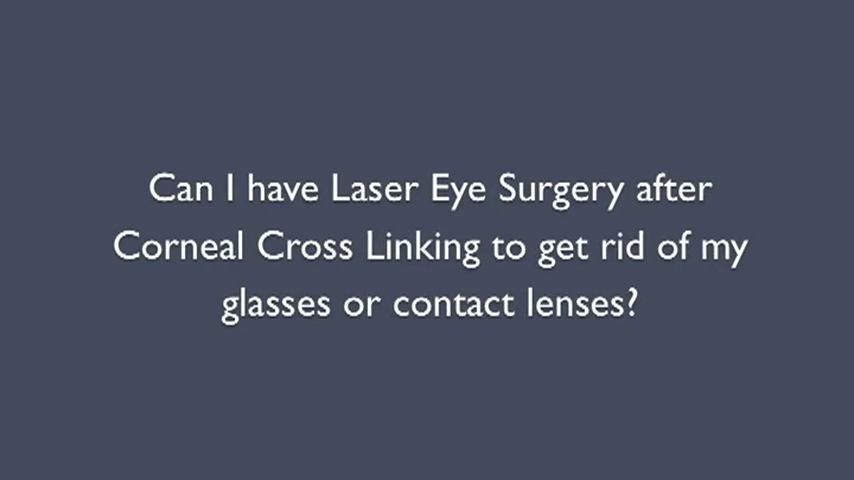 Can I have Laser Eye Surgery after
Corneal Cross Linking to get rid of my
glasses or contact lenses?